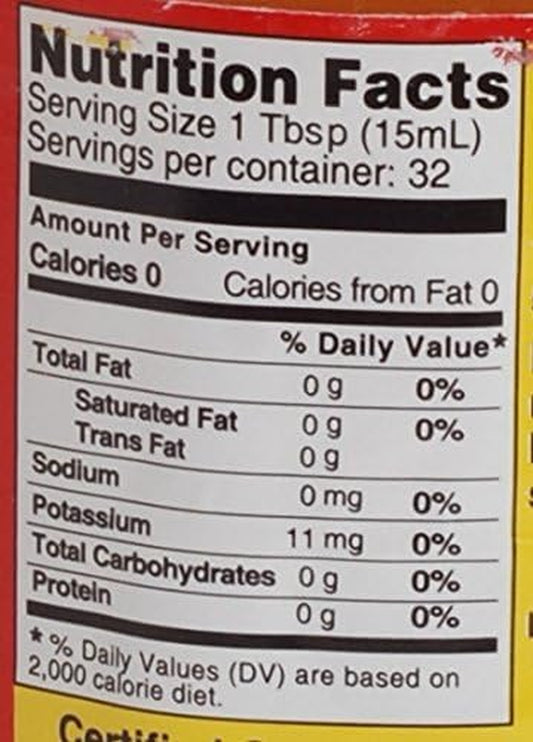 Nutrition Facts
Serving Size 1 Tbsp (15mL)
Servings per container: 32
Amount Per Serving
Calories 0 Calories from Fat 0
% Daily Value*
Total Fat 0 g 0%
Saturated Fat 0 g 0%
Trans Fat 0 g
Sodium 0 mg 0%
Potassium 11 mg 0%
Total Carbohydrates 0 g 0%
Protein 0 g 0%
* % Daily Values (DV) are based on
2,000 calorie diet.